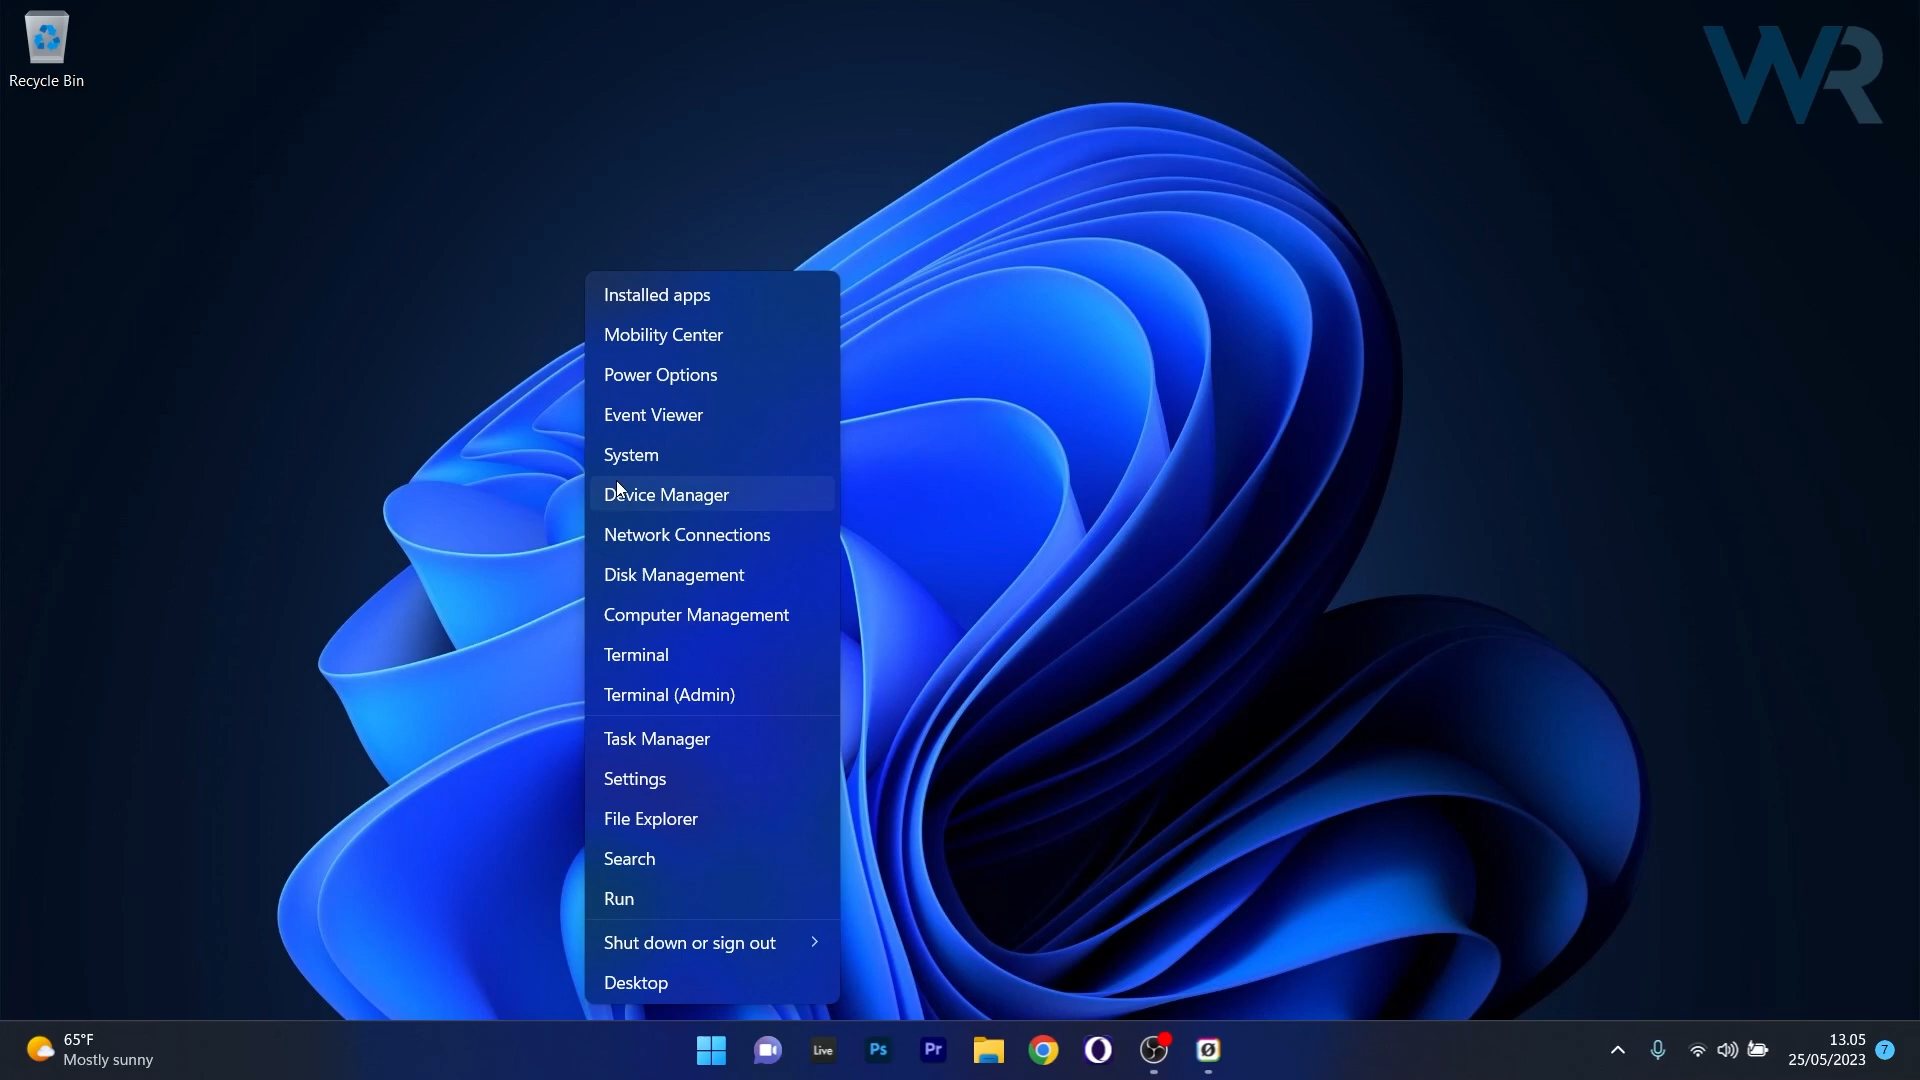 Recycle Bin
WR
Installed apps
Mobility Center
Power Options
Event Viewer
System
Device Manager
Network Connections
Disk Management
Computer Management
Terminal
Terminal (Admin)
Task Manager
Settings
File Explorer
Search
Run
Shut down or sign out
Desktop
65°F
Mostly sunny
Live
Ps
Pr
13.05
25/05/2023
7